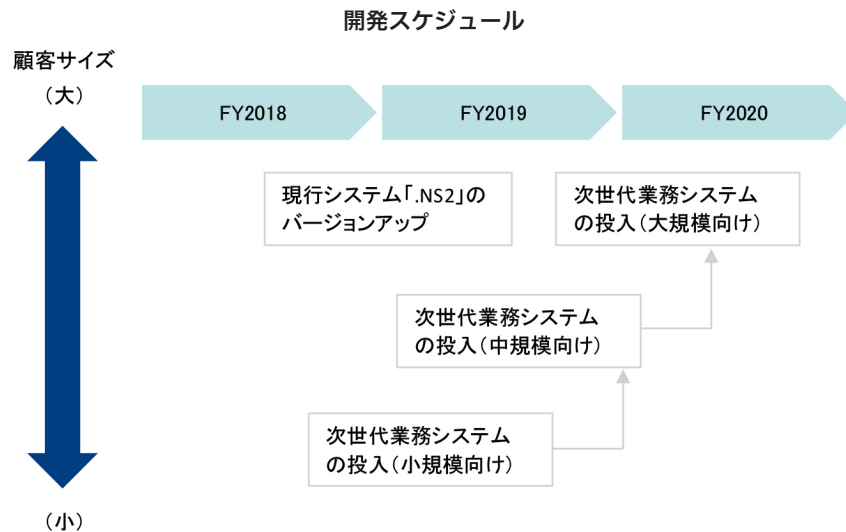 開発スケジュール
顧客サイズ
（大）
FY2018
FY2019
FY2020
現行システム「.NS2」の
バージョンアップ
次世代業務システム
の投入（大規模向け）
次世代業務システム
の投入（中規模向け）
次世代業務システム
の投入（小規模向け）
（小）